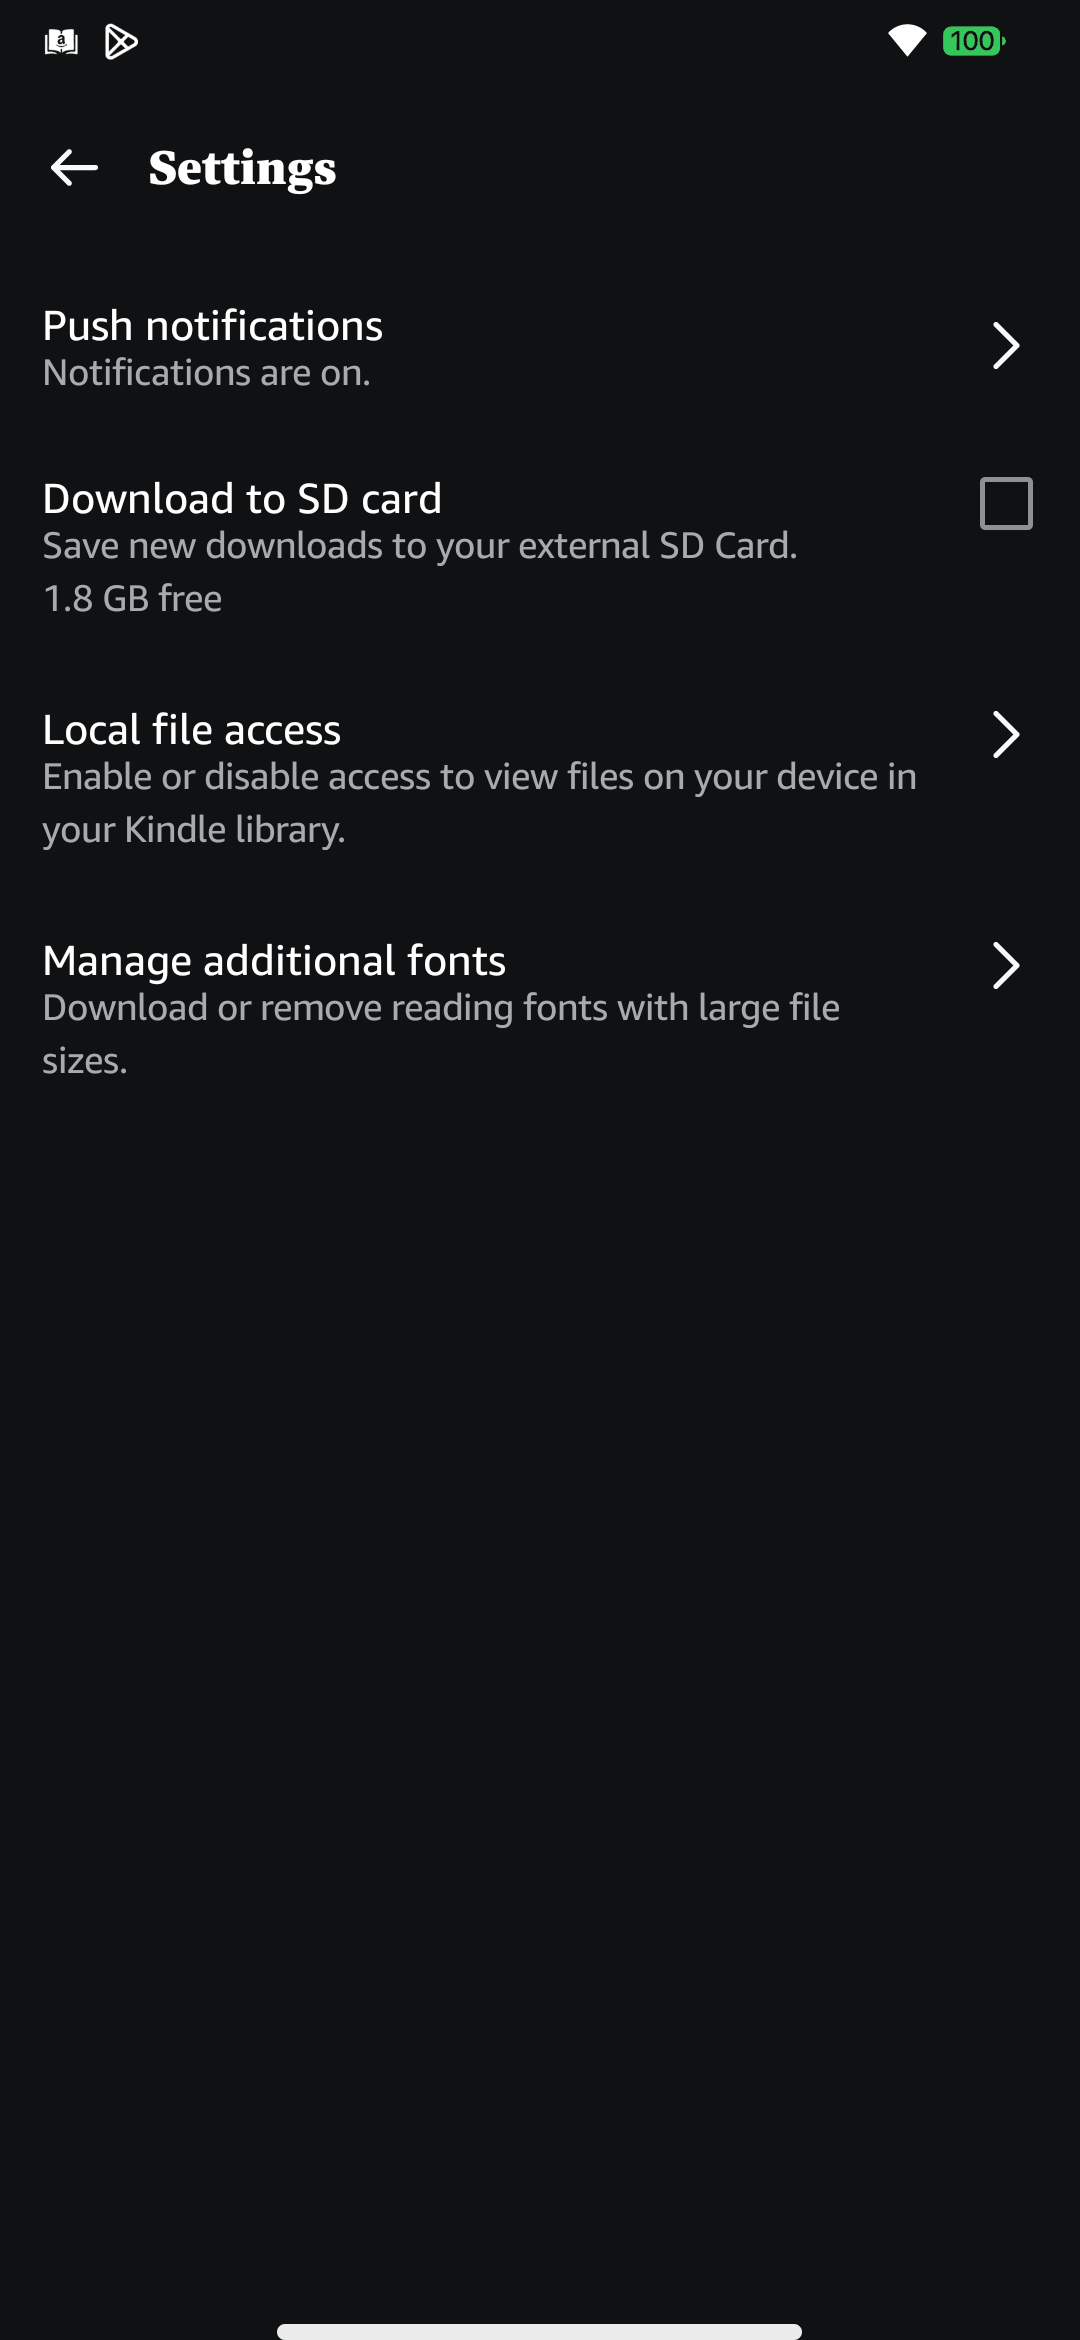 100
Settings
Push notifications
Notifications are on.
Download to SD card
Save new downloads to your external SD Card.
1.8 GB free
Local file access
Enable or disable access to view files on your device in
your Kindle library.
Manage additional fonts
Download or remove reading fonts with large file
sizes.